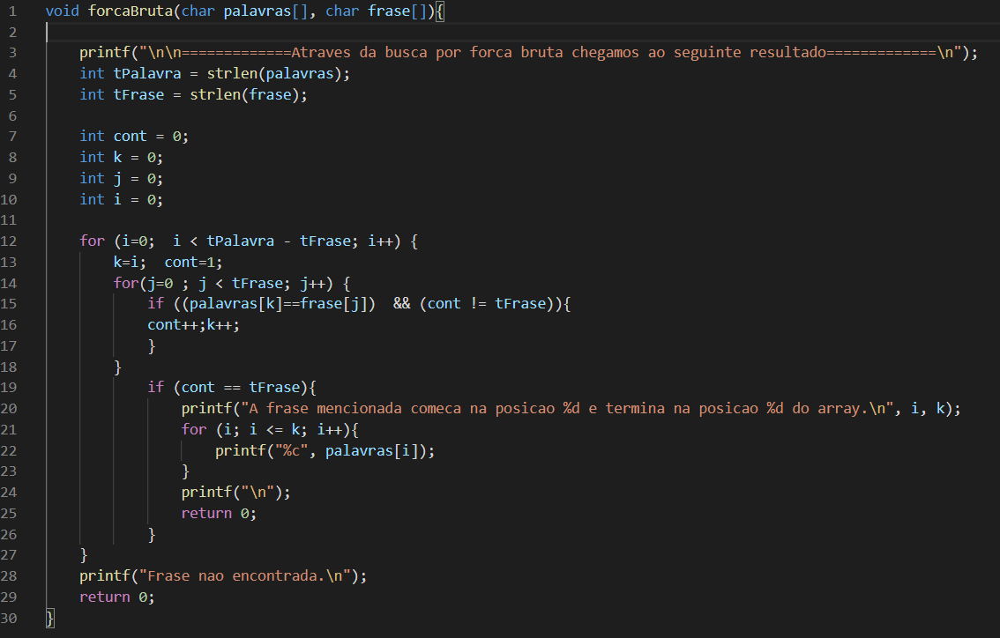 1 void forcaBruta(char palavras[], char frase[]){
2
3 printf("\n\n=============Atraves da busca por forca bruta chegamos ao seguinte resultado=============\n");
4 int tPalavra = strlen(palavras);
5 int tFrase = strlen(frase);
6
7 int cont = 0;
8 int k = 0;
9 int j = 0;
10 int i = 0;
11
12 for (i=0;  i < tPalavra - tFrase; i++) {
13 k=i;  cont=1;
14 for(j=0 ; j < tFrase; j++) {
15 if ((palavras[k]==frase[j])  && (cont != tFrase)){
16 cont++;k++;
17 }
18 }
19 if (cont == tFrase){
20 printf("A frase mencionada comeca na posicao %d e termina na posicao %d do array.\n", i, k);
21 for (i; i <= k; i++){
22 printf("%c", palavras[i]);
23 }
24 printf("\n");
25 return 0;
26 }
27 }
28 printf("Frase nao encontrada.\n");
29 return 0;
30 }